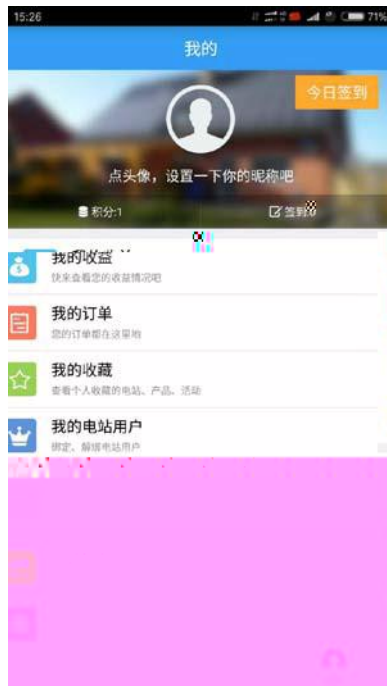 15:26
71%
我的
今日签到
点头像，设置一下你的昵称吧
积分:1
签到:0
我的收益
快来查看您的收益情况吧
我的订单
您的订单都在这里哟
我的收藏
查看个人收藏的电站、产品、活动
我的电站用户
绑定、解绑电站用户